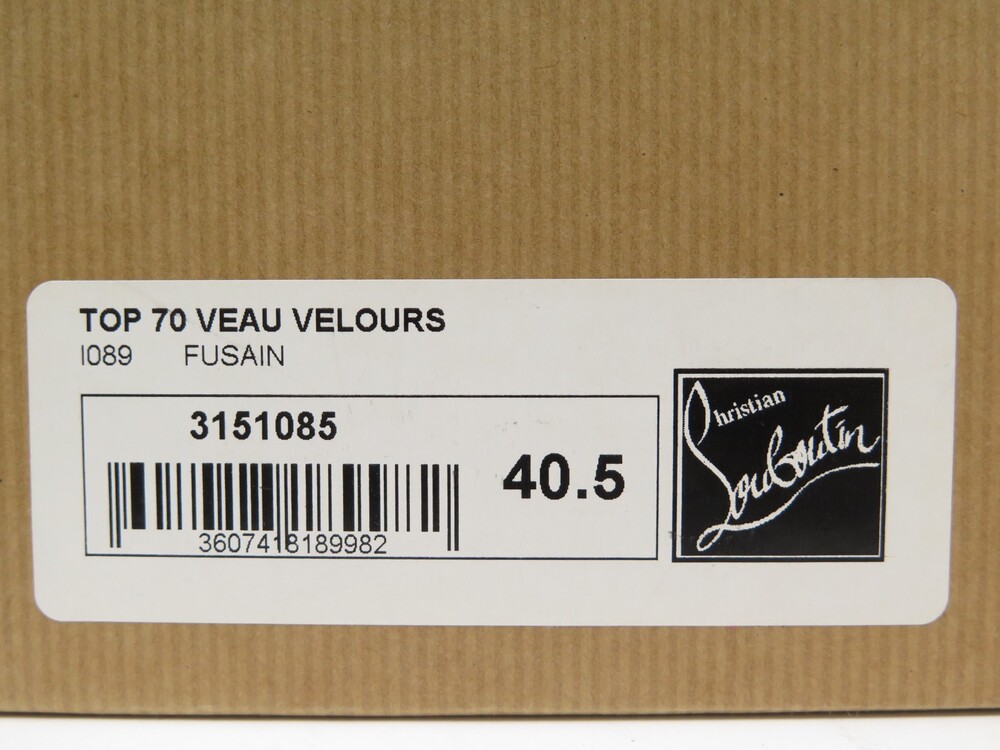 TOP 70 VEAU VELOURS
I089 FUSAIN
3151085
40.5
3607418189982
Christian
Louboutin